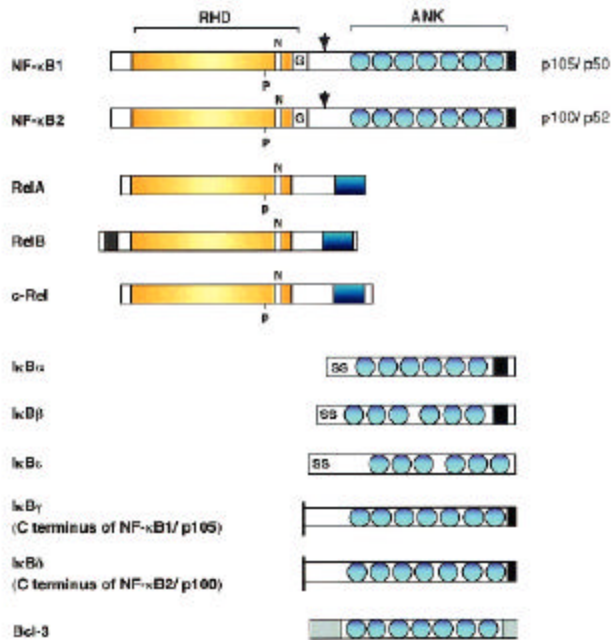 RHD ANK
N
NF-κB1 G p105/p50
P
N
NF-κB2 G p100/p52
P
N
RelA
P
N
RelB
N
c-Rel
P
IκBα SS
IκBβ SS
IκBε SS
IκBγ
(C terminus of NF-κB1/p105)
IκBδ
(C terminus of NF-κB2/p100)
Bcl-3